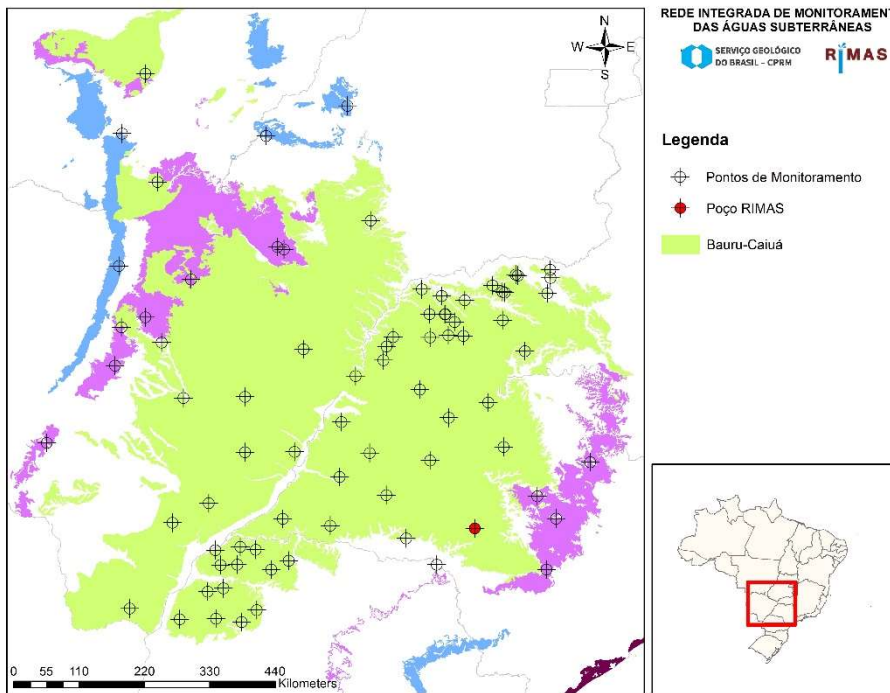 REDE INTEGRADA DE MONITORAMEN
DAS ÁGUAS SUBTERRÂNEAS
SERVIÇO GEOLÓGICO
DO BRASIL – CPRM
RIMAS
N
W E
S
Legenda
Pontos de Monitoramento
Poço RIMAS
Bauru-Caiuá
0 55 110 220 330 440
Kilometers